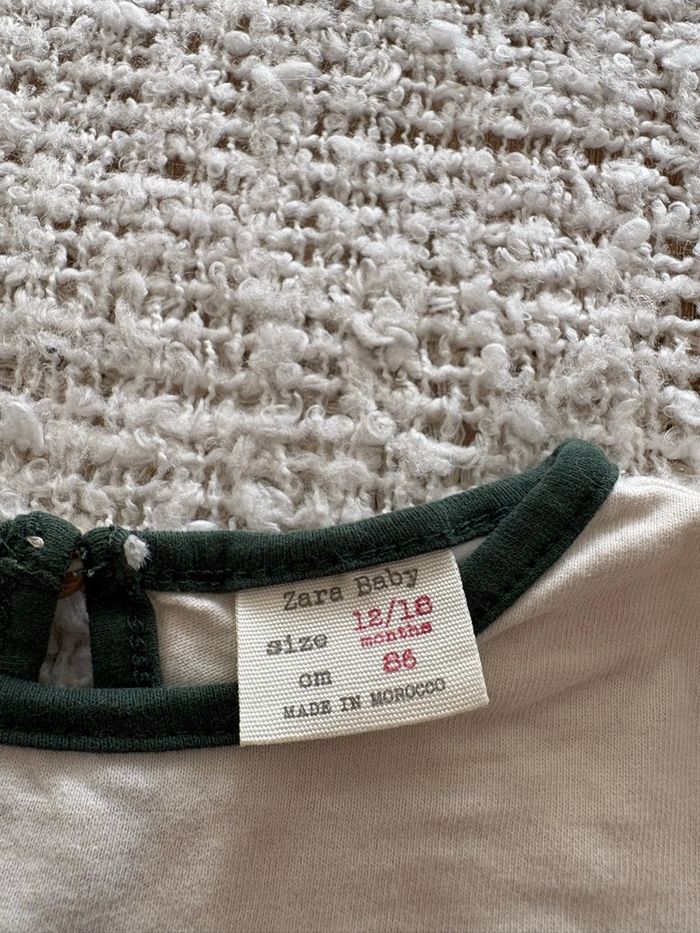 Zara Baby
size 12/18
months
cm 86
MADE IN MOROCCO